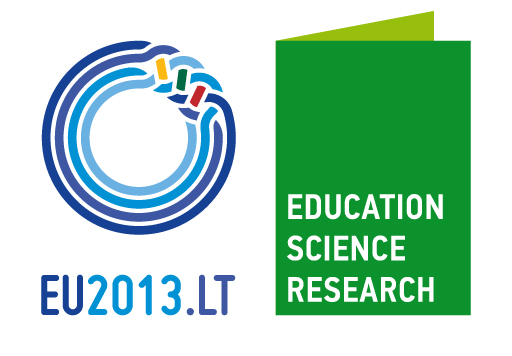 EU2013.LT
EDUCATION
SCIENCE
RESEARCH